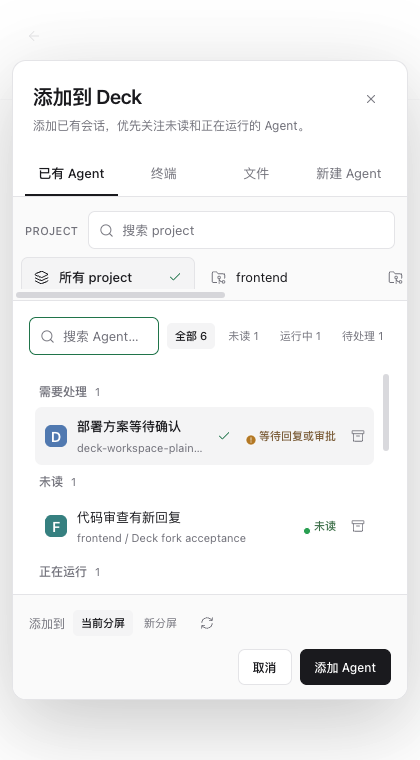 添加到 Deck
添加已有会话，优先关注未读和正在运行的 Agent。
已有 Agent
终端
文件
新建 Agent
PROJECT
搜索 project
所有 project
frontend
搜索 Agent...
全部 6
未读 1
运行中 1
待处理 1
需要处理 1
D
部署方案等待确认
deck-workspace-plain...
等待回复或审批
未读 1
F
代码审查有新回复
frontend / Deck fork acceptance
未读
正在运行 1
添加到
当前分屏
新分屏
取消
添加 Agent